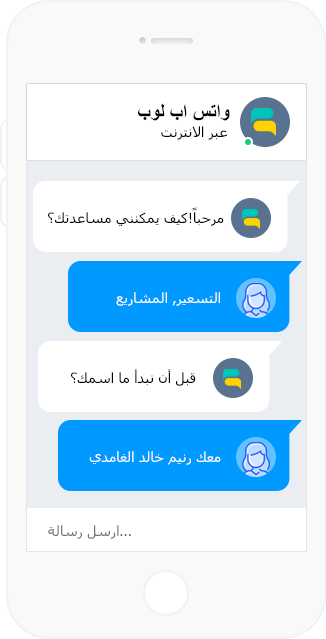 واتس اب لوب
عبر الانترنت
مرحباً!كيف يمكنني مساعدتك؟
التسعير, المشاريع
قبل أن نبدأ ما اسمك؟
معك رنيم خالد الغامدي
ارسل رسالة...